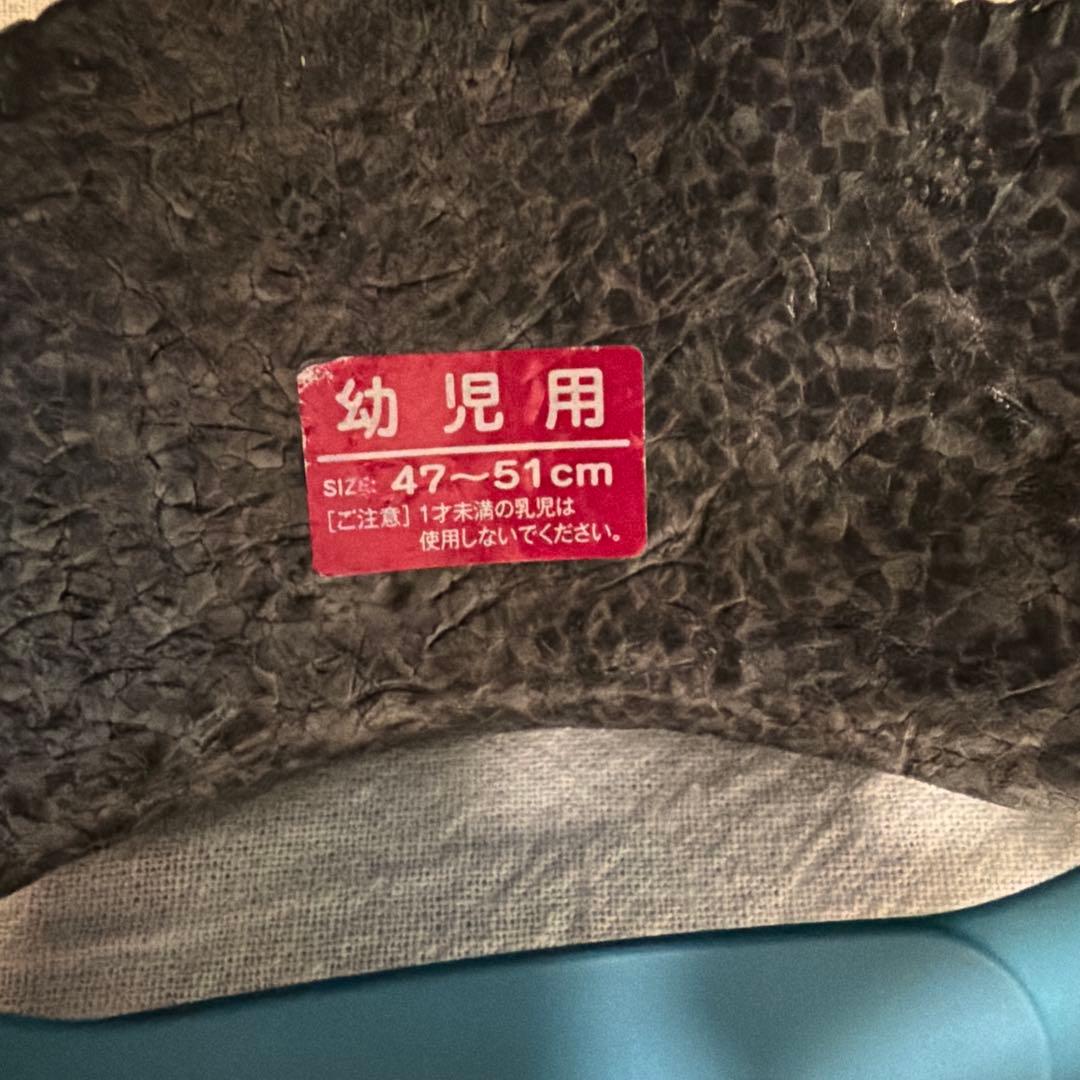 幼児用
SIZE: 47〜51cm
[ご注意] 1才未満の乳児は
使用しないでください。